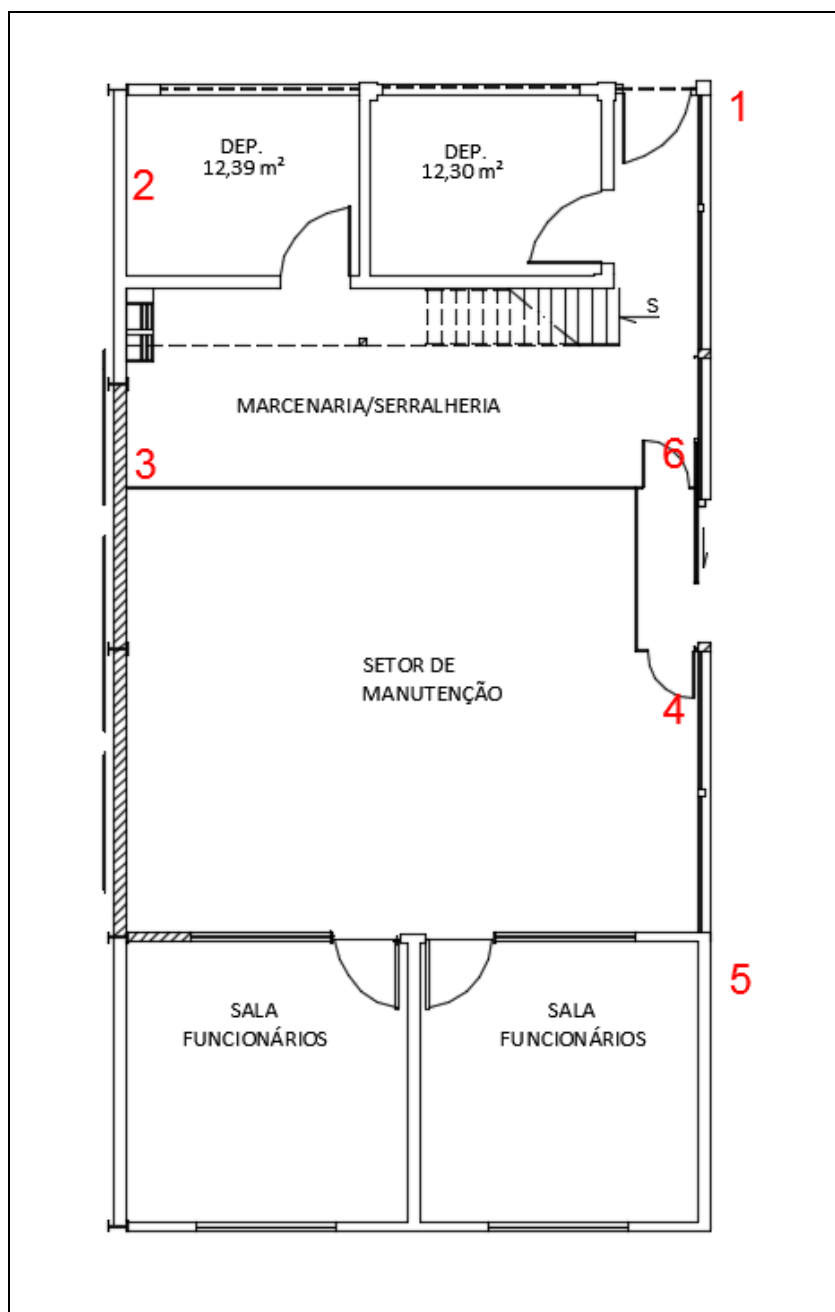 1
DEP.
12,39 m²
DEP.
12,30 m²
2
S
MARCENARIA/SERRALHERIA
3
6
SETOR DE
MANUTENÇÃO
4
5
SALA
FUNCIONÁRIOS
SALA
FUNCIONÁRIOS